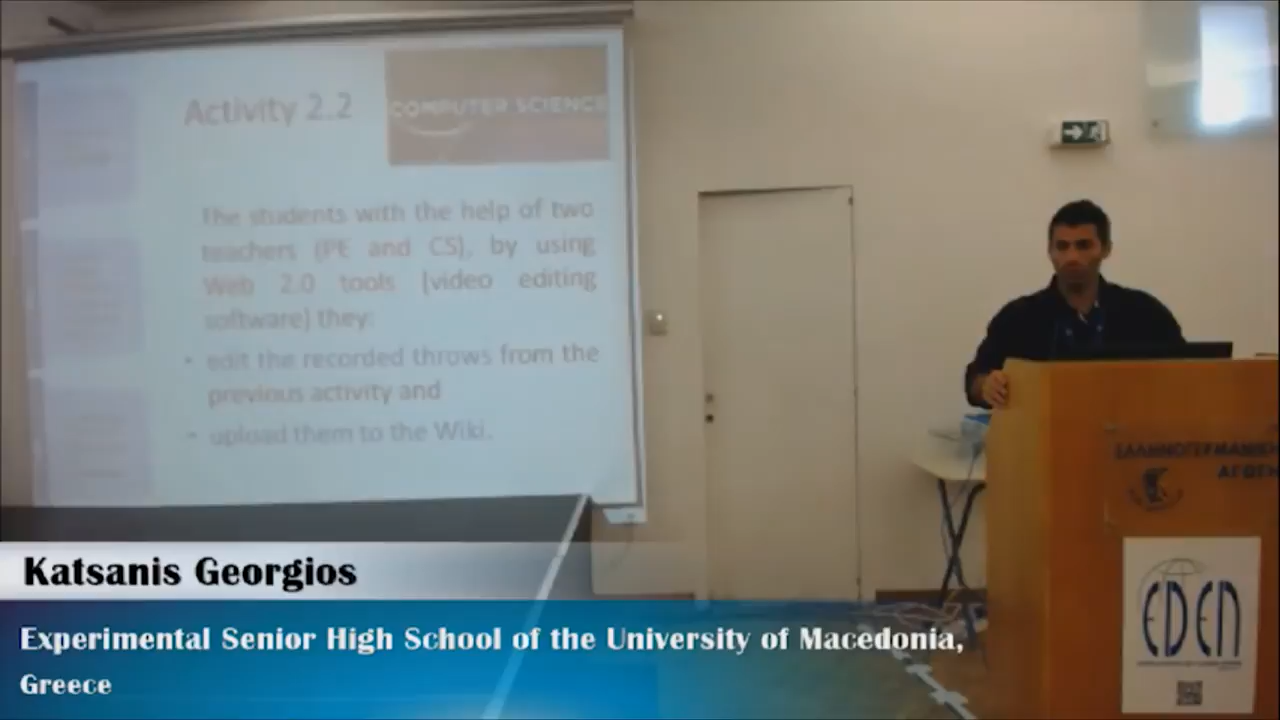 Activity 2.2
COMPUTER SCIENCE
The students with the help of two
teachers (PE and CS), by using
Web 2.0 tools (video editing
software) they:
• edit the recorded throws from the
previous activity and
• upload them to the Wiki.
ΕΛΛΗΝΟΓΕΡΜΑΝΙΚΗ
ΑΓΩΓΗ
EDEN
Katsanis Georgios
Experimental Senior High School of the University of Macedonia,
Greece